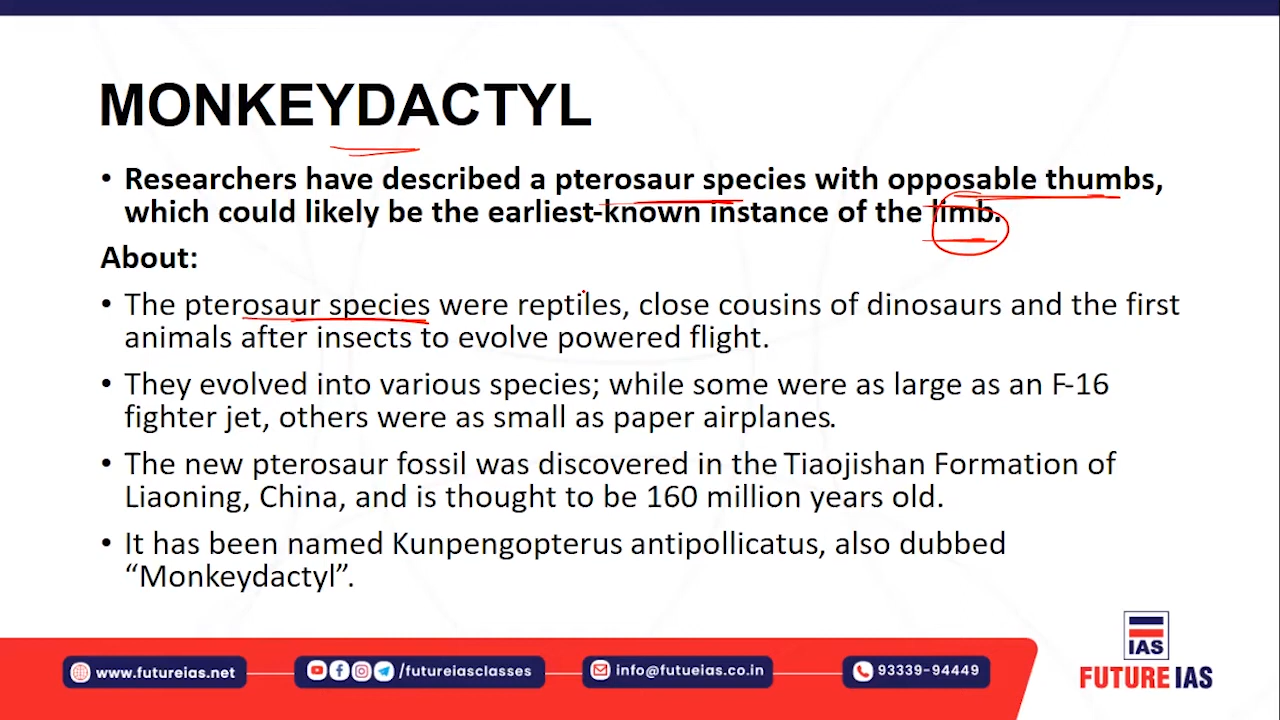 MONKEYDACTYL
• Researchers have described a pterosaur species with opposable thumbs,
which could likely be the earliest-known instance of the limb.
About:
• The pterosaur species were reptiles, close cousins of dinosaurs and the first
animals after insects to evolve powered flight.
• They evolved into various species; while some were as large as an F-16
fighter jet, others were as small as paper airplanes.
• The new pterosaur fossil was discovered in the Tiaojishan Formation of
Liaoning, China, and is thought to be 160 million years old.
• It has been named Kunpengopterus antipollicatus, also dubbed
“Monkeydactyl”.
IAS
FUTURE IAS
www.futureias.net
/futureiasclasses
info@futueias.co.in
93339-94449